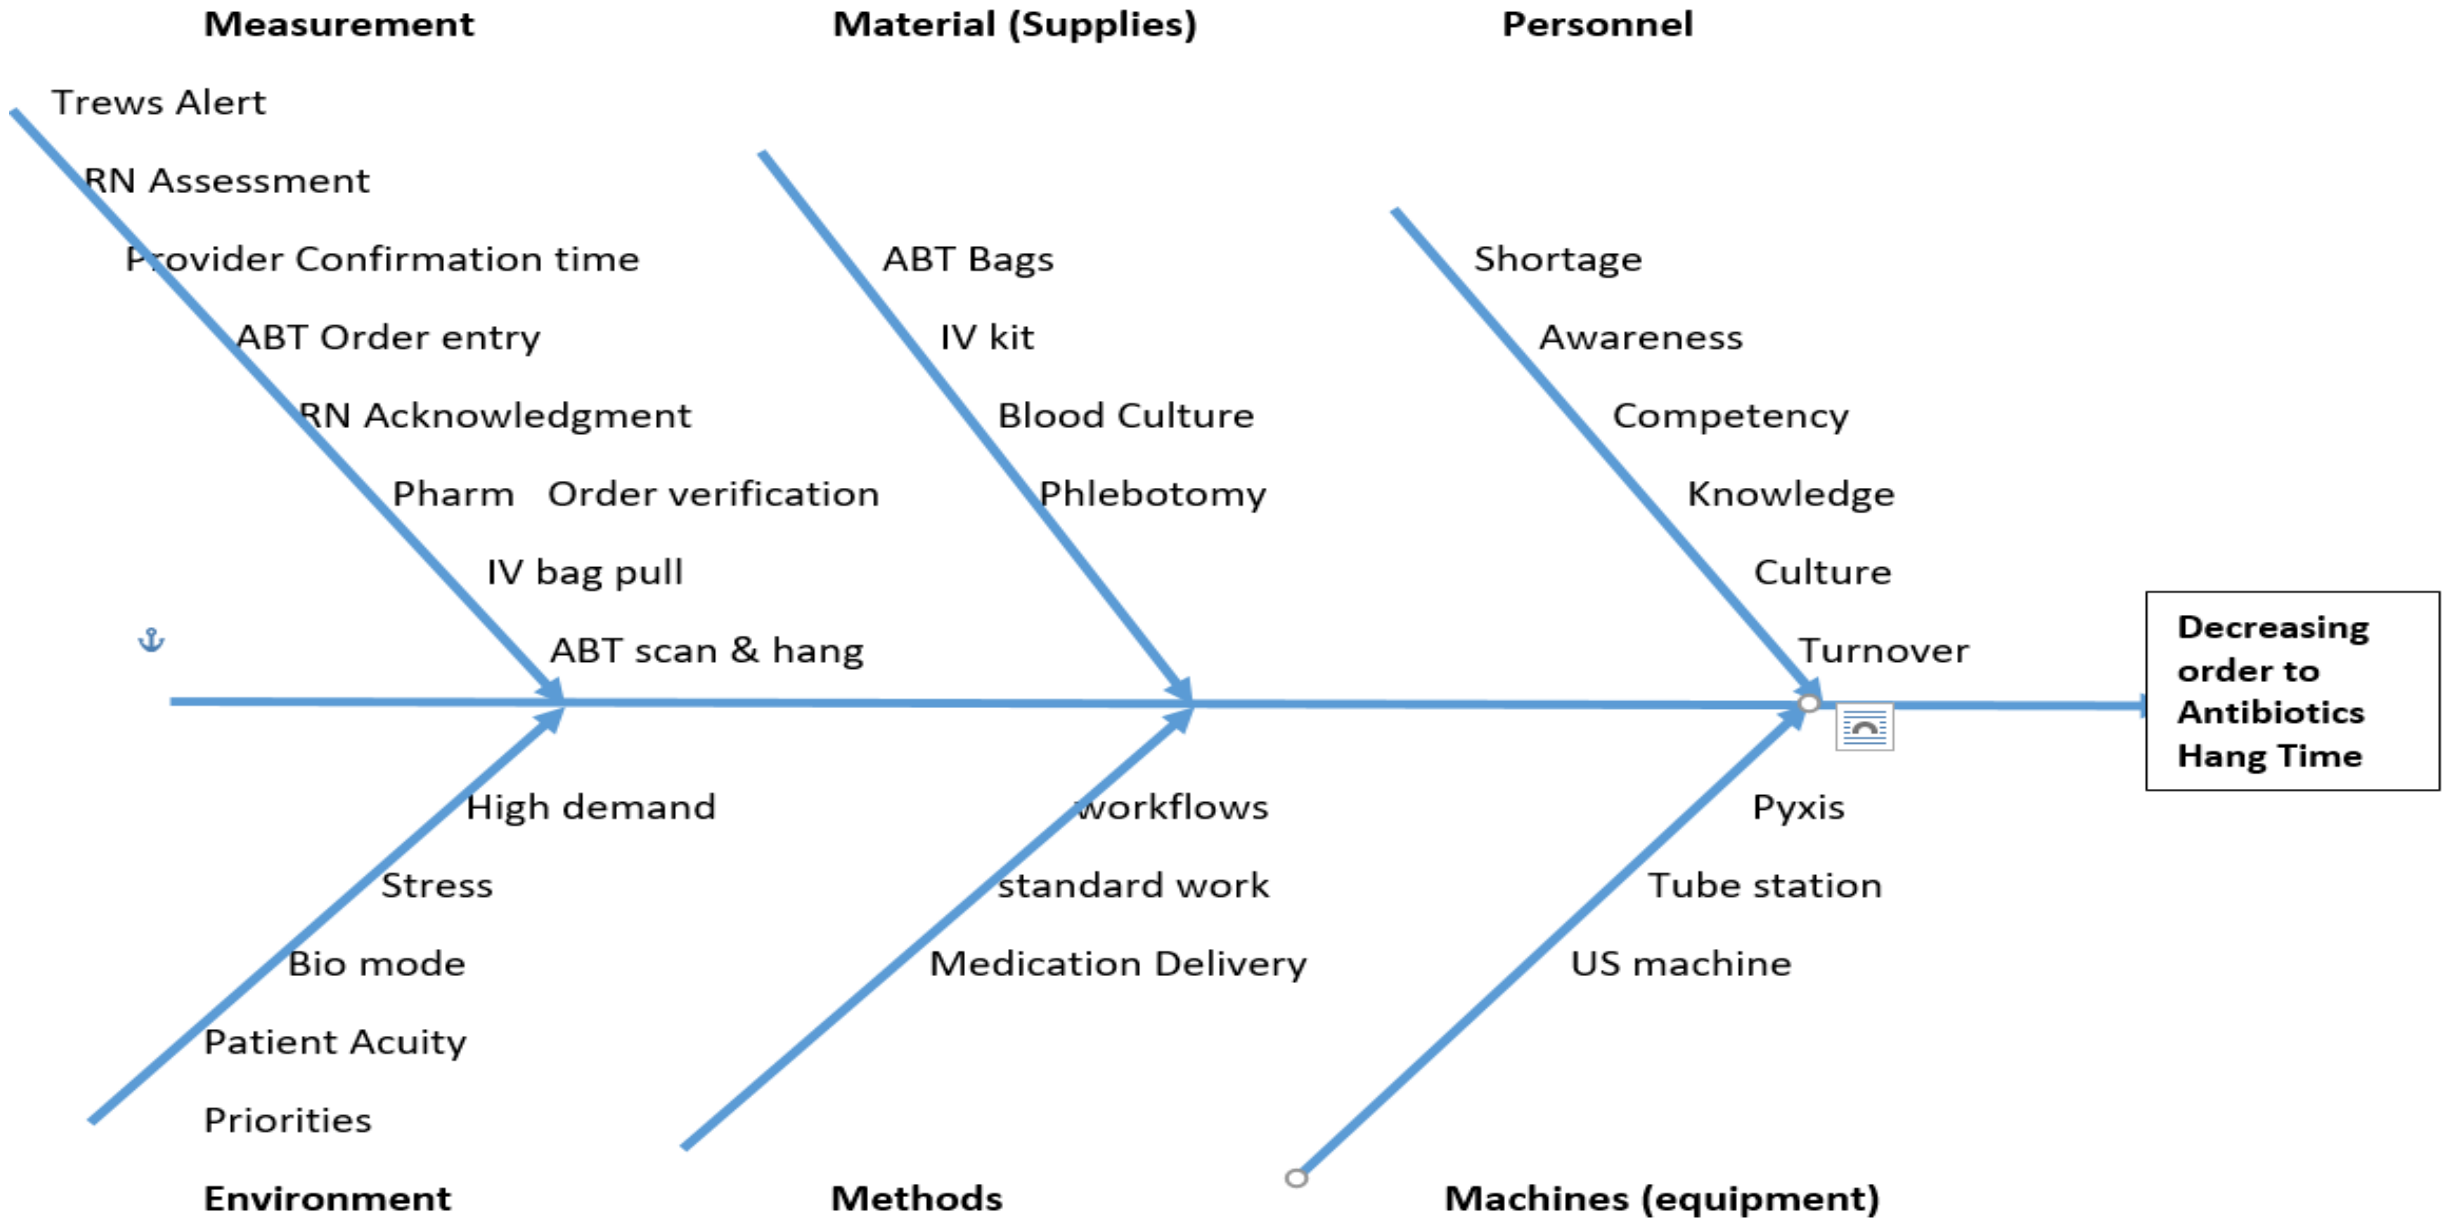 Measurement
Material (Supplies)
Personnel
Trews Alert
RN Assessment
Provider Confirmation time
ABT Order entry
RN Acknowledgment
Pharm   Order verification
IV bag pull
ABT scan & hang
ABT Bags
IV kit
Blood Culture
Phlebotomy
Shortage
Awareness
Competency
Knowledge
Culture
Turnover
Decreasing
order to
Antibiotics
Hang Time
High demand
Stress
Bio mode
Patient Acuity
Priorities
workflows
standard work
Medication Delivery
Pyxis
Tube station
US machine
Environment
Methods
Machines (equipment)